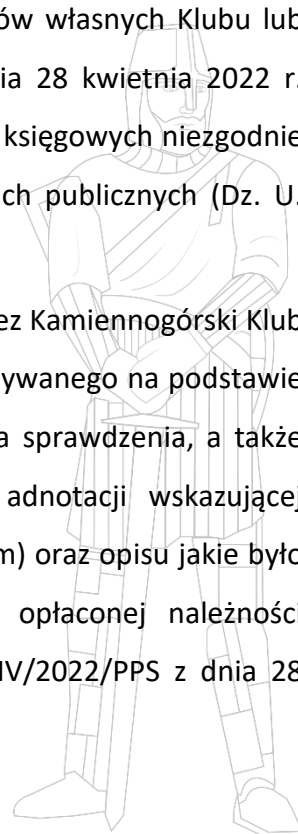 ów własnych Klubu lub
ia 28 kwietnia 2022 r.
księgowych niezgodnie
ch publicznych (Dz. U.
ez Kamiennogórski Klub
ywanego na podstawie
a sprawdzenia, a także
adnotacji wskazującej
m) oraz opisu jakie było
opłaconej należności
IV/2022/PPS z dnia 28